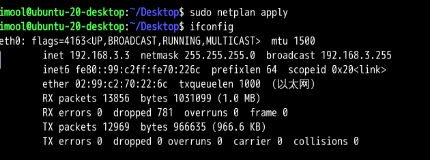 imool@ubuntu-20-desktop:~/Desktop$ sudo netplan apply
imool@ubuntu-20-desktop:~/Desktop$ ifconfig
eth0: flags=4163<UP,BROADCAST,RUNNING,MULTICAST>  mtu 1500
inet 192.168.3.3  netmask 255.255.255.0  broadcast 192.168.3.255
inet6 fe80::99:c2ff:fe70:226c  prefixlen 64  scopeid 0x20<link>
ether 02:99:c2:70:22:6c  txqueuelen 1000  (以太网)
RX packets 13856  bytes 1031099 (1.0 MB)
RX errors 0  dropped 781  overruns 0  frame 0
TX packets 12969  bytes 966635 (966.6 KB)
TX errors 0  dropped 0 overruns 0  carrier 0  collisions 0